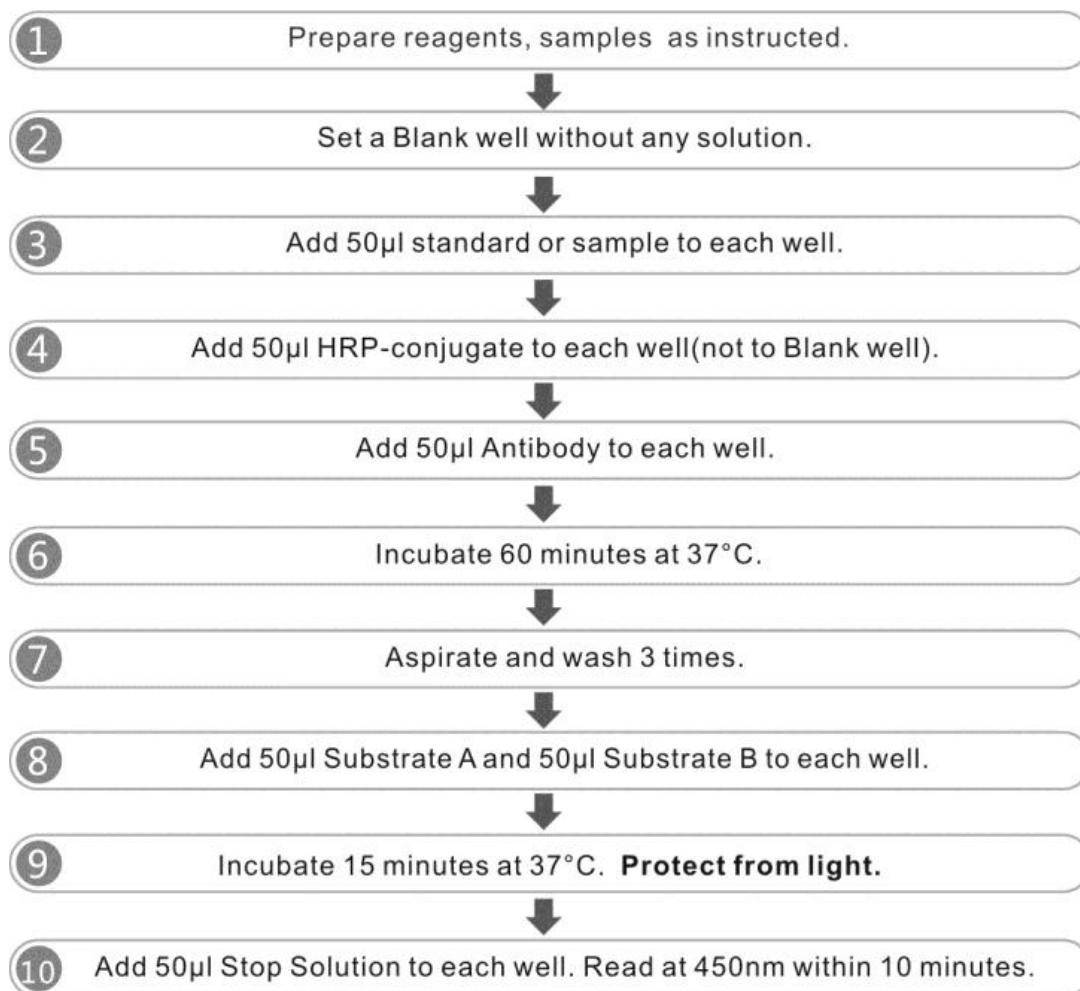 1 Prepare reagents, samples as instructed.
2 Set a Blank well without any solution.
3 Add 50µl standard or sample to each well.
4 Add 50µl HRP-conjugate to each well(not to Blank well).
5 Add 50µl Antibody to each well.
6 Incubate 60 minutes at 37°C.
7 Aspirate and wash 3 times.
8 Add 50µl Substrate A and 50µl Substrate B to each well.
9 Incubate 15 minutes at 37°C. Protect from light.
10 Add 50µl Stop Solution to each well. Read at 450nm within 10 minutes.